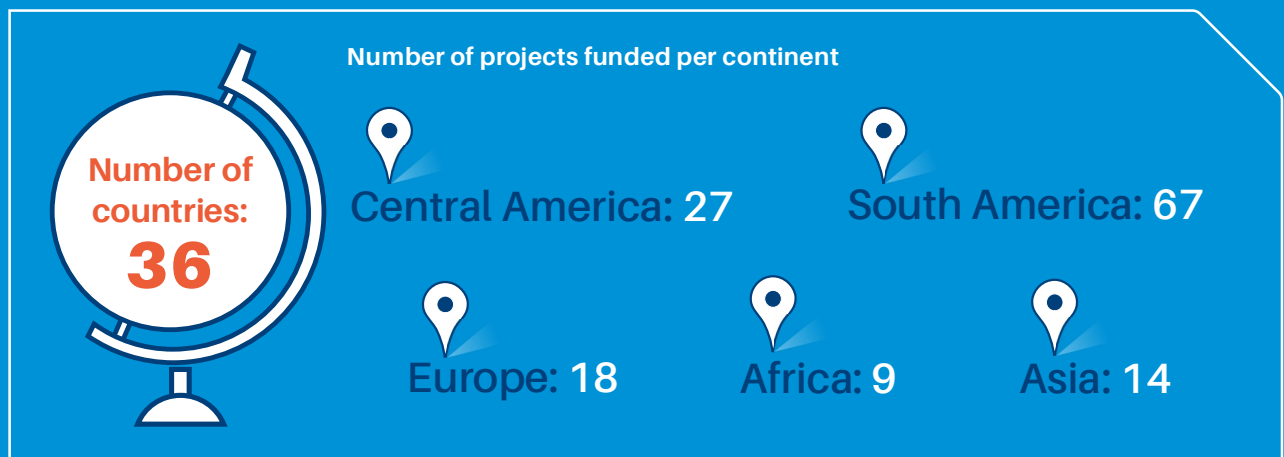 Number of projects funded per continent
Number of
countries:
36
Central America: 27
South America: 67
Europe: 18
Africa: 9
Asia: 14